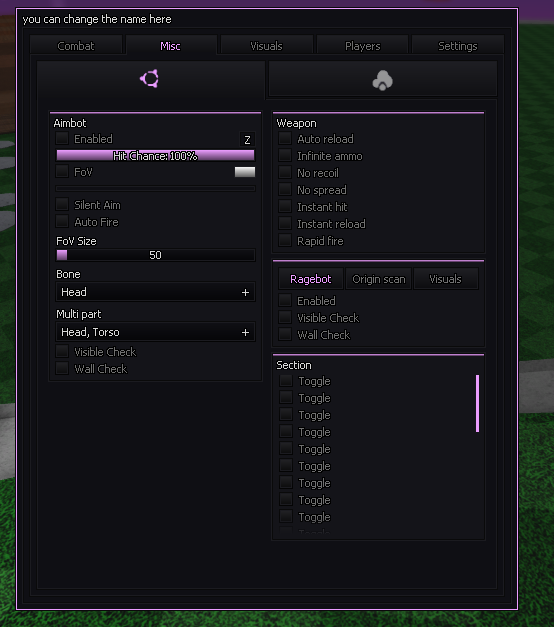 you can change the name here
Combat
Misc
Visuals
Players
Settings
Aimbot
Enabled
Z
Hit Chance: 100%
FoV
Silent Aim
Auto Fire
FoV Size
50
Bone
Head
+
Multi part
Head, Torso
+
Visible Check
Wall Check
Weapon
Auto reload
Infinite ammo
No recoil
No spread
Instant hit
Instant reload
Rapid fire
Ragebot
Origin scan
Visuals
Enabled
Visible Check
Wall Check
Section
Toggle
Toggle
Toggle
Toggle
Toggle
Toggle
Toggle
Toggle
Toggle